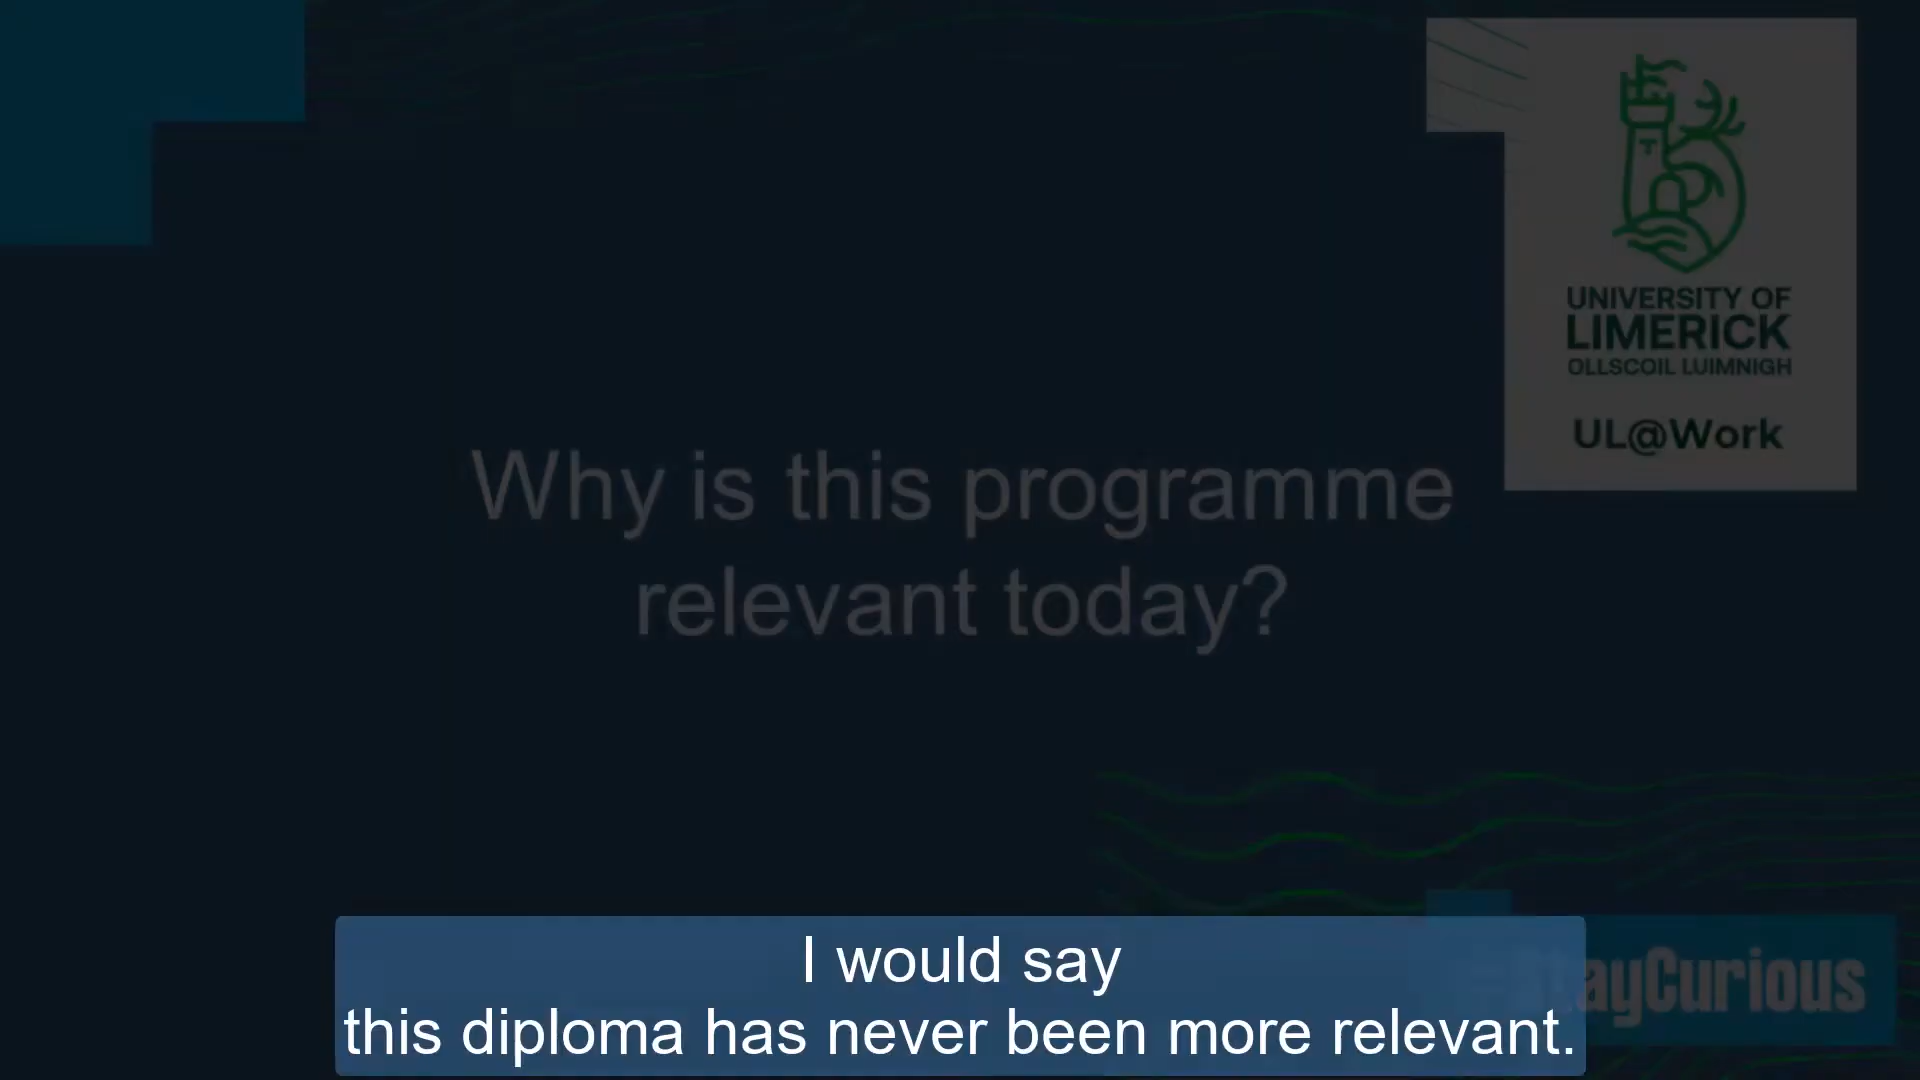 UNIVERSITY OF
LIMERICK
OLLSCOIL LUIMNIGH
UL@Work
Why is this programme
relevant today?
I would say
this diploma has never been more relevant.